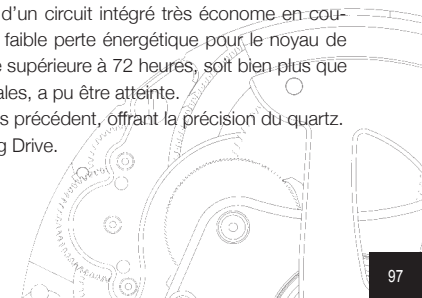 d’un circuit intégré très économe en cou-
faible perte énergétique pour le noyau de
supérieure à 72 heures, soit bien plus que
ales, a pu être atteinte.
s précédent, offrant la précision du quartz.
g Drive.
97